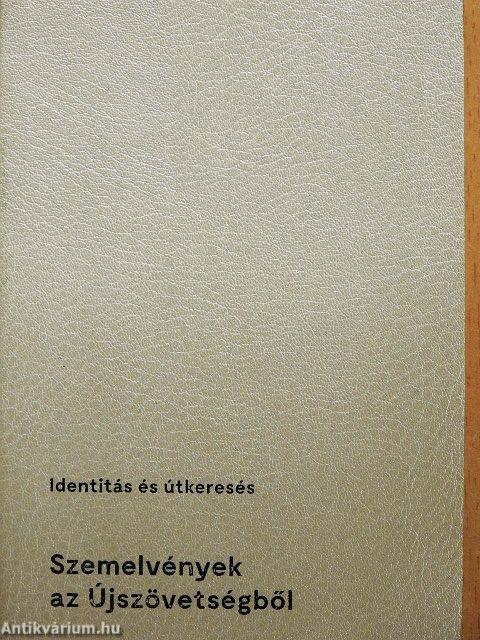 Identitás és útkeresés
Szemelvények
az Újszövetségből
Antikvárium.hu